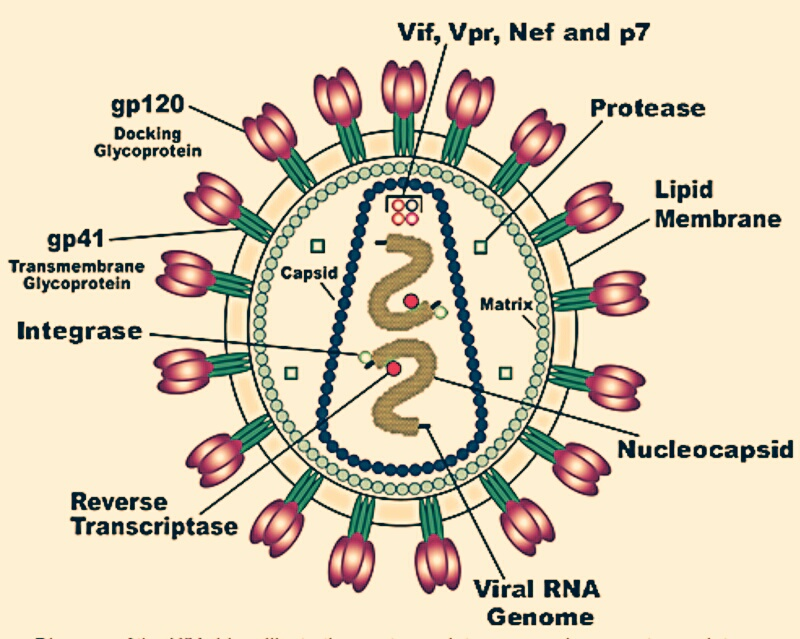 Vif, Vpr, Nef and p7
gp120
Docking
Glycoprotein
Protease
Lipid
Membrane
gp41
Transmembrane
Glycoprotein
Capsid
Matrix
Integrase
Nucleocapsid
Reverse
Transcriptase
Viral RNA
Genome